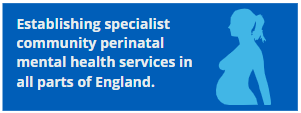 Establishing specialist
community perinatal
mental health services in
all parts of England.